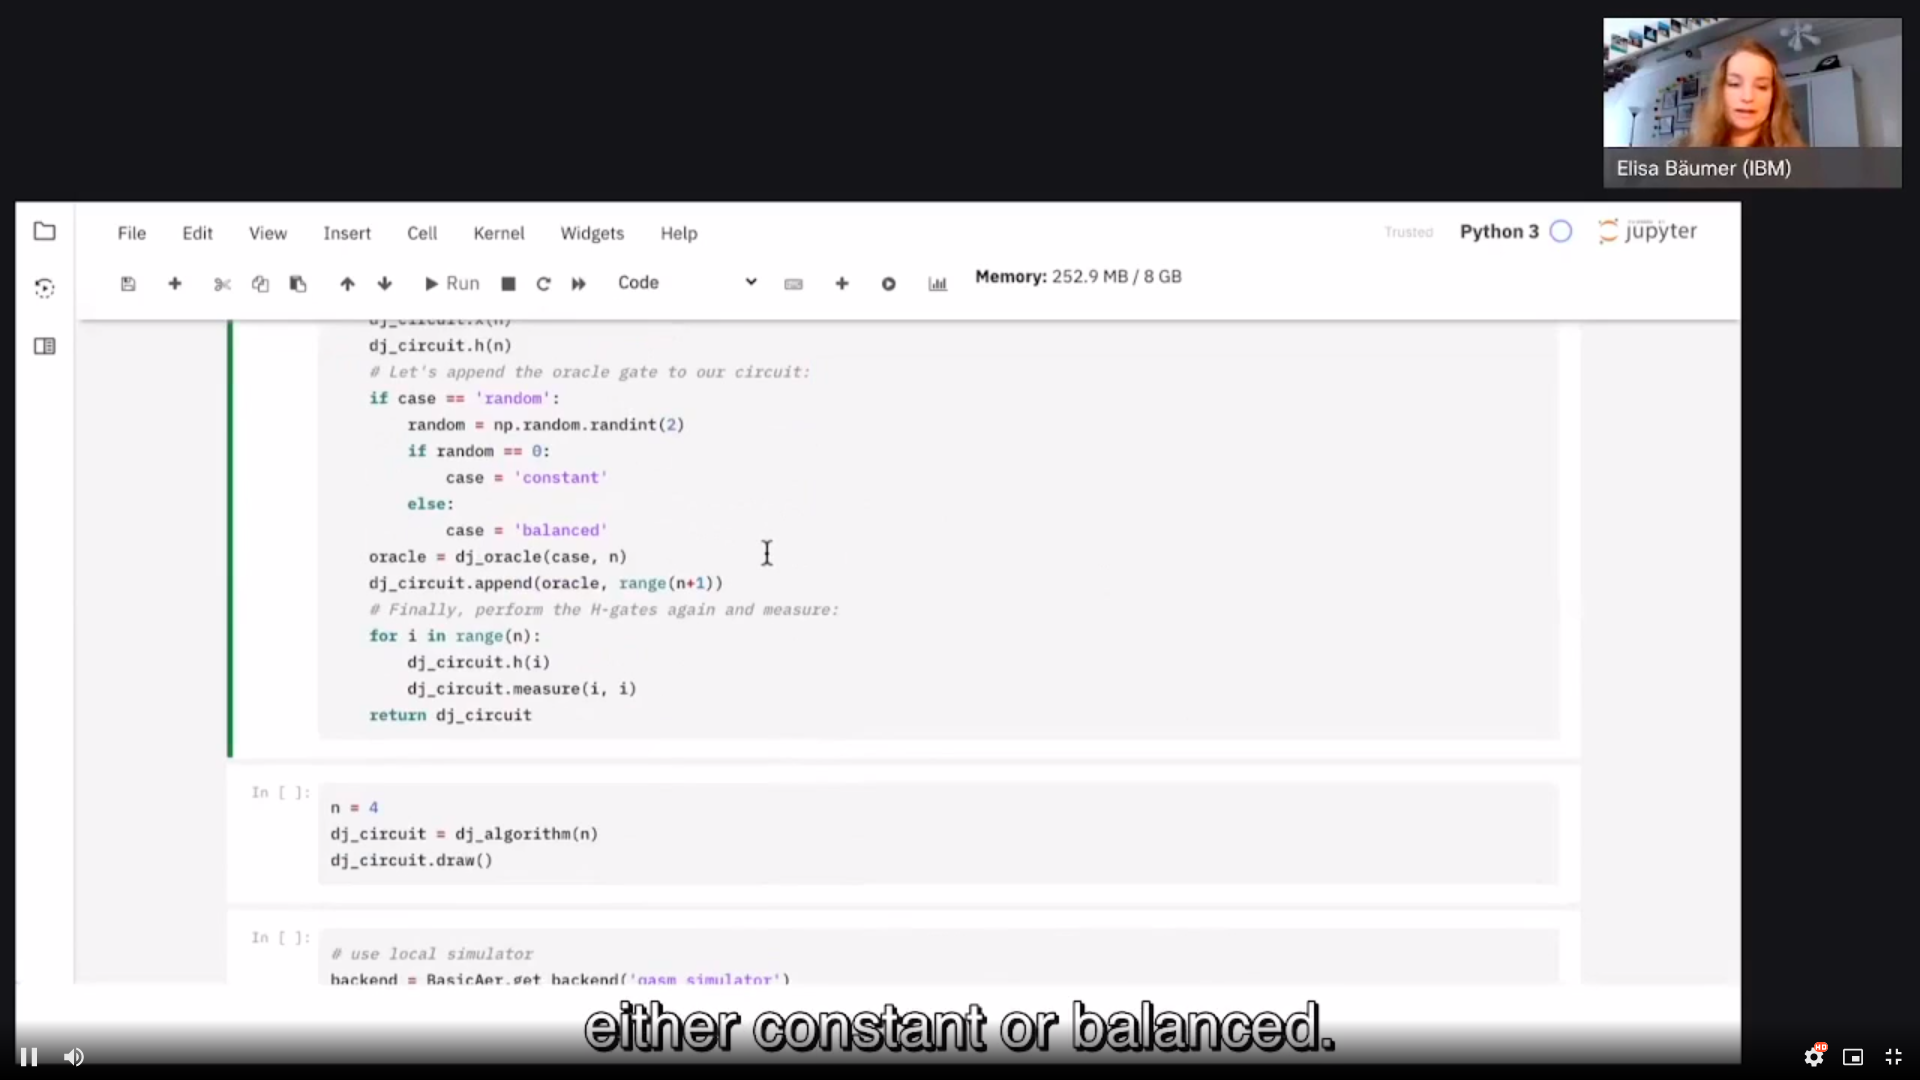 Elisa Bäumer (IBM)
File Edit View Insert Cell Kernel Widgets Help
Trusted Python 3 jupyter
Run Code Memory: 252.9 MB / 8 GB
dj_circuit.x(n)
dj_circuit.h(n)
# Let's append the oracle gate to our circuit:
if case == 'random':
random = np.random.randint(2)
if random == 0:
case = 'constant'
else:
case = 'balanced'
oracle = dj_oracle(case, n)
dj_circuit.append(oracle, range(n+1))
# Finally, perform the H-gates again and measure:
for i in range(n):
dj_circuit.h(i)
dj_circuit.measure(i, i)
return dj_circuit
In [ ]:
n = 4
dj_circuit = dj_algorithm(n)
dj_circuit.draw()
In [ ]:
# use local simulator
backend = BasicAer.get_backend('qasm_simulator')
either constant or balanced.
HD